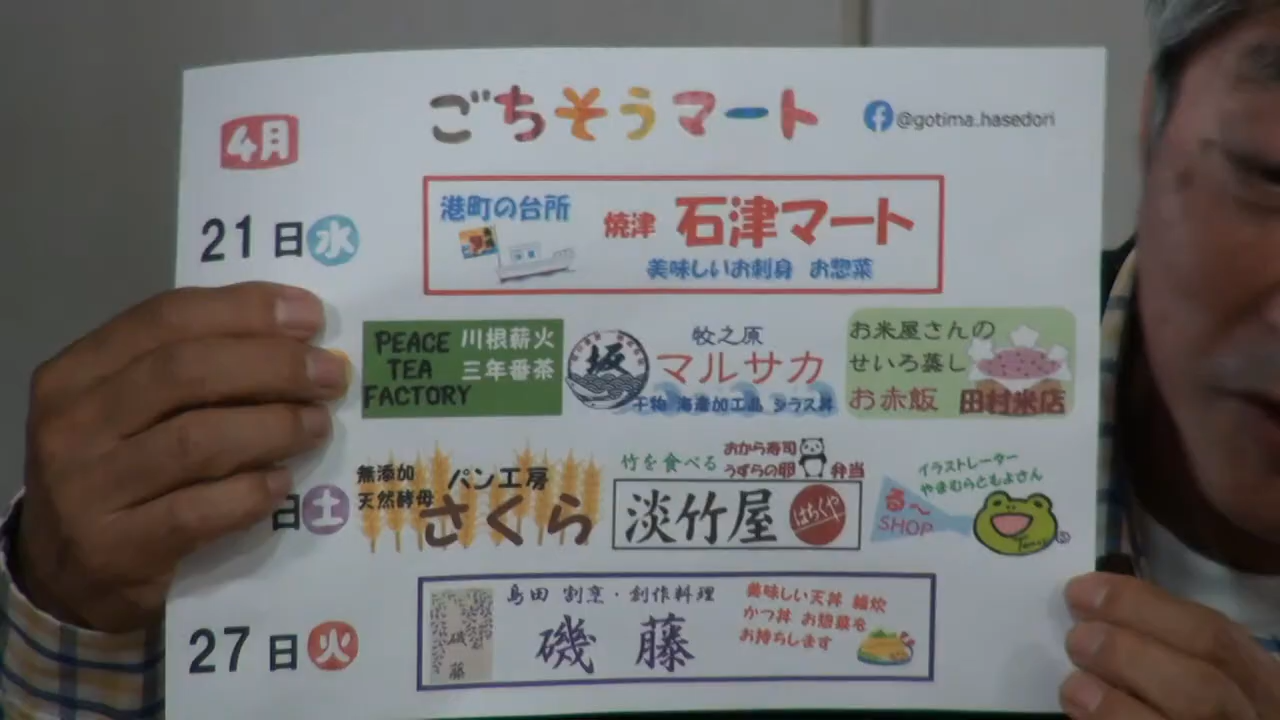 ごちそうマート
@gotima.hasedori
4月
21日水
港町の台所
焼津 石津マート
美味しいお刺身 お惣菜
PEACE TEA FACTORY
川根薪火
三年番茶
坂
牧之原
マルサカ
干物 海産加工品 シラス丼
お米屋さんの
せいろ蒸し
お赤飯 田村米店
日土
無添加
天然酵母
パン工房
さくら
竹を食べる
おから寿司
うずらの卵 弁当
淡竹屋
はちくや
イラストレーター
やまむらともよさん
る〜
SHOP
27日火
島田 割烹・創作料理
磯藤
磯 藤
美味しい天丼 雑炊
かつ丼 お惣菜を
お持ちします